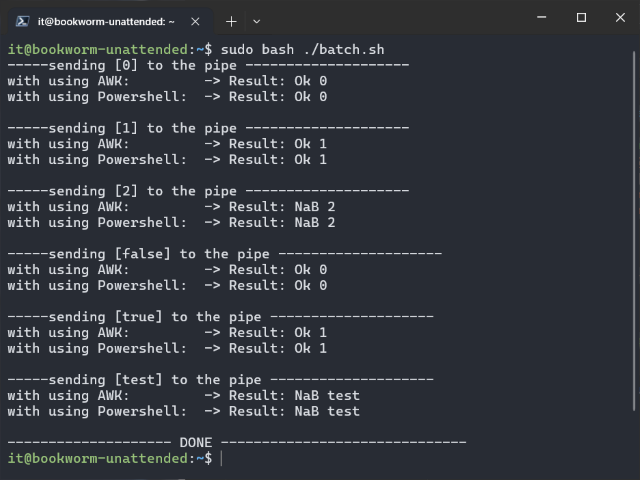 it@bookworm-unattended: ~
it@bookworm-unattended:~$ sudo bash ./batch.sh
-----sending [0] to the pipe --------------------
with using AWK:         -> Result: Ok 0
with using Powershell:  -> Result: Ok 0
-----sending [1] to the pipe --------------------
with using AWK:         -> Result: Ok 1
with using Powershell:  -> Result: Ok 1
-----sending [2] to the pipe --------------------
with using AWK:         -> Result: NaB 2
with using Powershell:  -> Result: NaB 2
-----sending [false] to the pipe --------------------
with using AWK:         -> Result: Ok 0
with using Powershell:  -> Result: Ok 0
-----sending [true] to the pipe --------------------
with using AWK:         -> Result: Ok 1
with using Powershell:  -> Result: Ok 1
-----sending [test] to the pipe --------------------
with using AWK:         -> Result: NaB test
with using Powershell:  -> Result: NaB test
-------------------- DONE ------------------------------
it@bookworm-unattended:~$